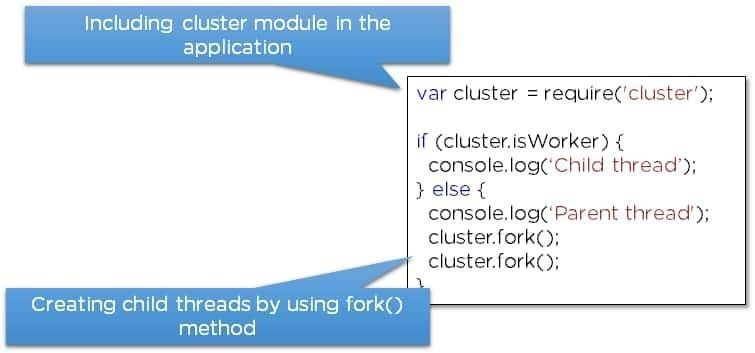 Including cluster module in the
application
var cluster = require('cluster');
if (cluster.isWorker) {
console.log(‘Child thread’);
} else {
console.log(‘Parent thread');
cluster.fork();
cluster.fork();
}
Creating child threads by using fork()
method